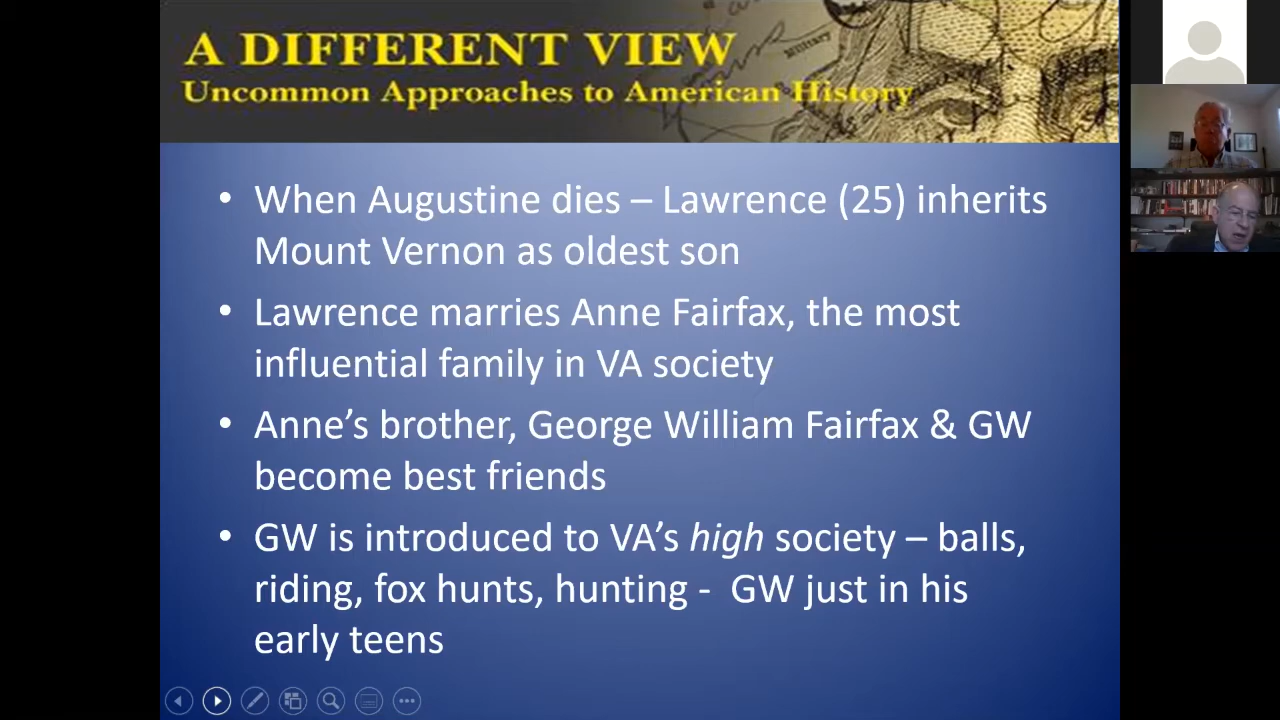 A DIFFERENT VIEW
Uncommon Approaches to American History
Military
• When Augustine dies – Lawrence (25) inherits
Mount Vernon as oldest son
• Lawrence marries Anne Fairfax, the most
influential family in VA society
• Anne’s brother, George William Fairfax & GW
become best friends
• GW is introduced to VA’s high society – balls,
riding, fox hunts, hunting - GW just in his
early teens